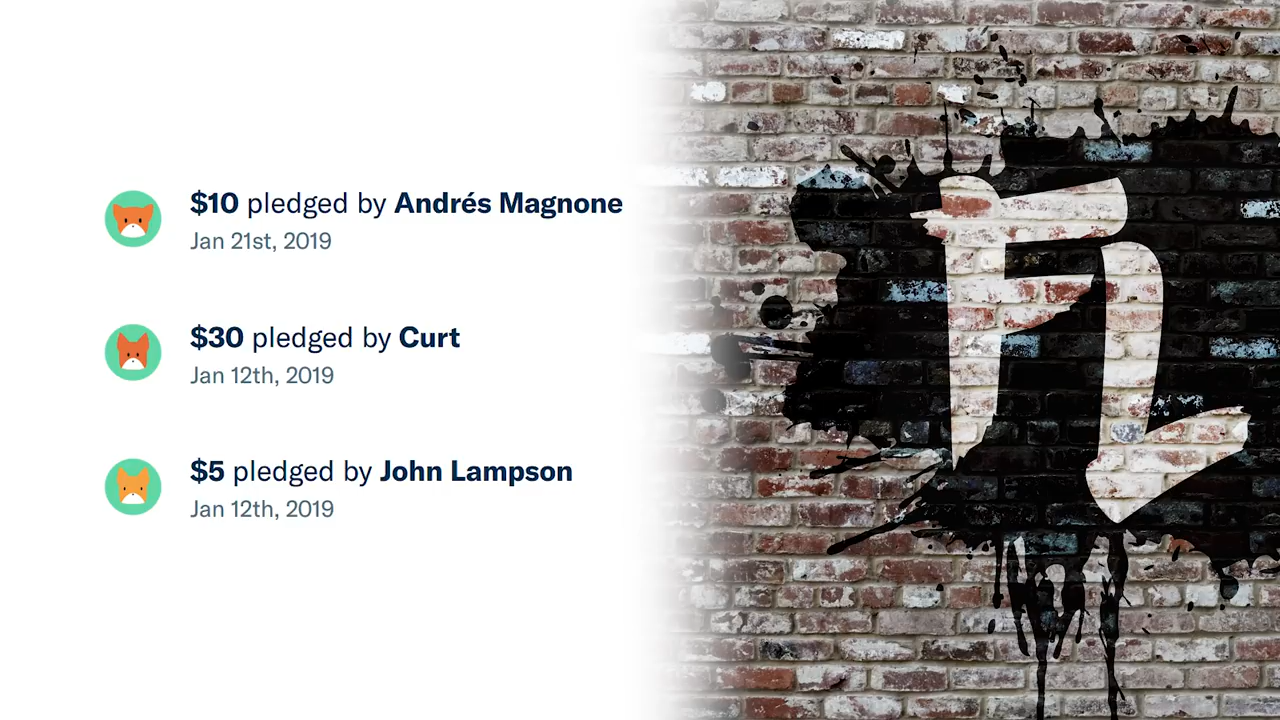 $10 pledged by Andrés Magnone
Jan 21st, 2019
$30 pledged by Curt
Jan 12th, 2019
$5 pledged by John Lampson
Jan 12th, 2019
FL